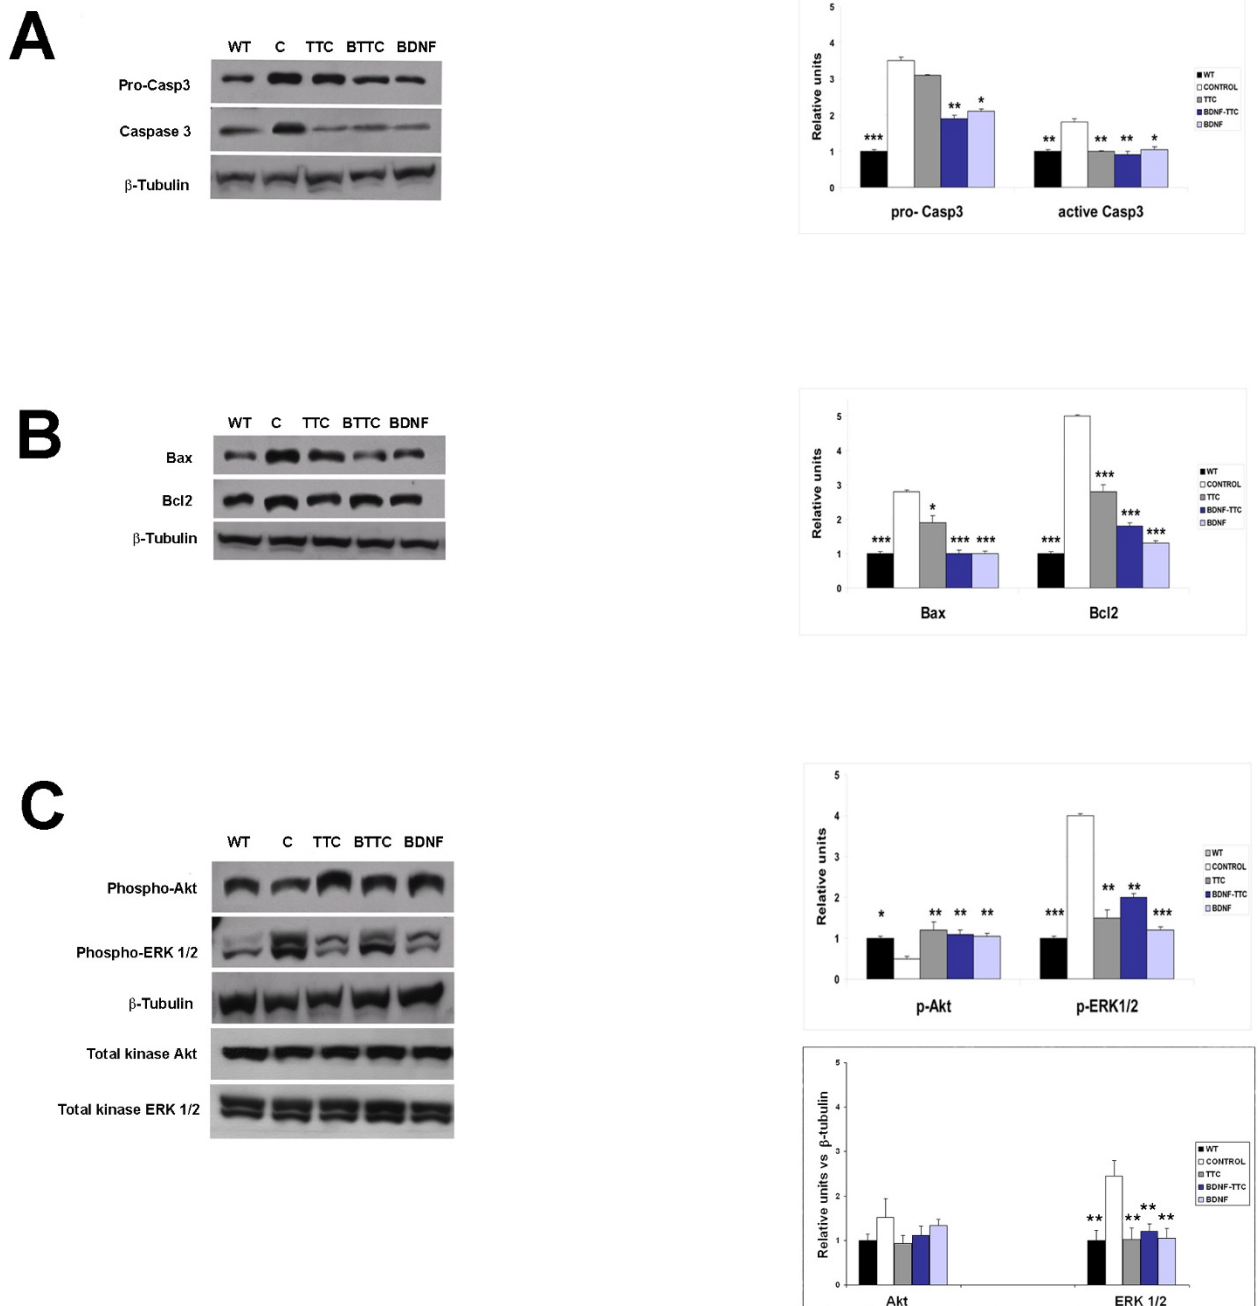 A
WT C TTC BTTC BDNF
Pro-Casp3
Caspase 3
β-Tubulin
5
4
3
2
1
0
Relative units
*** ** * ** ** ** *
pro- Casp3 active Casp3
WT
CONTROL
TTC
BDNF-TTC
BDNF
B
WT C TTC BTTC BDNF
Bax
Bcl2
β-Tubulin
5
4
3
2
1
0
Relative units
*** * *** *** *** *** *** ***
Bax Bcl2
WT
CONTROL
TTC
BDNF-TTC
BDNF
C
WT C TTC BTTC BDNF
Phospho-Akt
Phospho-ERK 1/2
β-Tubulin
Total kinase Akt
Total kinase ERK 1/2
5
4
3
2
1
0
Relative units
* ** ** ** *** ** ** ***
p-Akt p-ERK1/2
WT
CONTROL
TTC
BDNF-TTC
BDNF
5
4
3
2
1
0
Relative units vs β-tubulin
** ** ** **
Akt ERK 1/2
WT
CONTROL
TTC
BDNF-TTC
BDNF